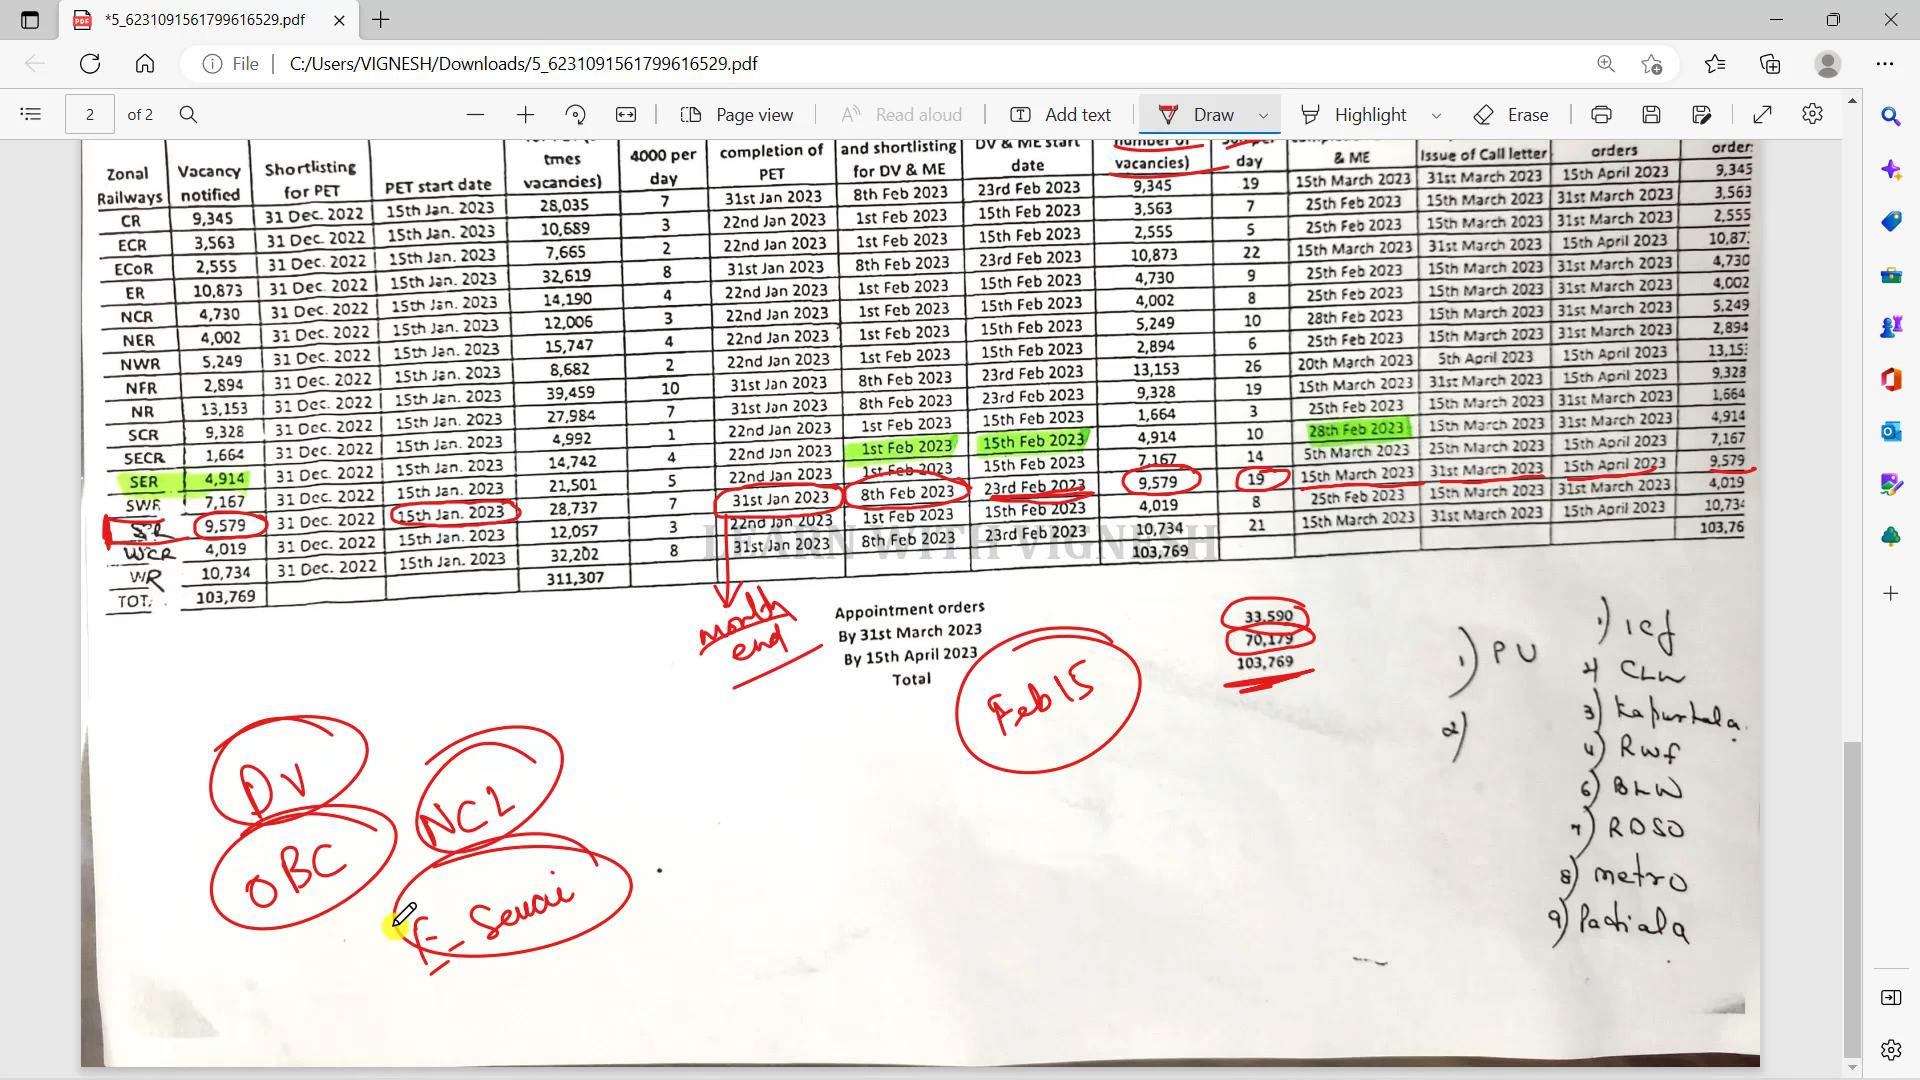 *5_6231091561799616529.pdf
File C:/Users/VIGNESH/Downloads/5_6231091561799616529.pdf
2 of 2 Page view Read aloud Add text Draw Highlight Erase
Zonal Railways Vacancy notified Shortlisting for PET PET start date tmes vacancies) 4000 per day completion of PET and shortlisting for DV & ME DV & ME start date number of vacancies) day & ME Issue of Call letter orders order:
CR 9,345 31 Dec. 2022 15th Jan. 2023 28,035 7 31st Jan 2023 8th Feb 2023 23rd Feb 2023 9,345 19 15th March 2023 31st March 2023 15th April 2023 9,345
ECR 3,563 31 Dec. 2022 15th Jan. 2023 10,689 3 22nd Jan 2023 1st Feb 2023 15th Feb 2023 3,563 7 25th Feb 2023 15th March 2023 31st March 2023 3,563
ECoR 2,555 31 Dec. 2022 15th Jan. 2023 7,665 2 22nd Jan 2023 1st Feb 2023 15th Feb 2023 2,555 5 25th Feb 2023 15th March 2023 31st March 2023 2,555
ER 10,873 31 Dec. 2022 15th Jan. 2023 32,619 8 31st Jan 2023 8th Feb 2023 23rd Feb 2023 10,873 22 15th March 2023 31st March 2023 15th April 2023 10,87
NCR 4,730 31 Dec. 2022 15th Jan. 2023 14,190 4 22nd Jan 2023 1st Feb 2023 15th Feb 2023 4,730 9 25th Feb 2023 15th March 2023 31st March 2023 4,730
NER 4,002 31 Dec. 2022 15th Jan. 2023 12,006 3 22nd Jan 2023 1st Feb 2023 15th Feb 2023 4,002 8 25th Feb 2023 15th March 2023 31st March 2023 4,002
NWR 5,249 31 Dec. 2022 15th Jan. 2023 15,747 4 22nd Jan 2023 1st Feb 2023 15th Feb 2023 5,249 10 28th Feb 2023 15th March 2023 31st March 2023 5,249
NFR 2,894 31 Dec. 2022 15th Jan. 2023 8,682 2 22nd Jan 2023 1st Feb 2023 15th Feb 2023 2,894 6 25th Feb 2023 15th March 2023 31st March 2023 2,894
NR 13,153 31 Dec. 2022 15th Jan. 2023 39,459 10 31st Jan 2023 8th Feb 2023 23rd Feb 2023 13,153 26 20th March 2023 5th April 2023 15th April 2023 13,15
SCR 9,328 31 Dec. 2022 15th Jan. 2023 27,984 7 31st Jan 2023 8th Feb 2023 23rd Feb 2023 9,328 19 15th March 2023 31st March 2023 15th April 2023 9,328
SECR 1,664 31 Dec. 2022 15th Jan. 2023 4,992 1 22nd Jan 2023 1st Feb 2023 15th Feb 2023 1,664 3 25th Feb 2023 15th March 2023 31st March 2023 1,664
SER 4,914 31 Dec. 2022 15th Jan. 2023 14,742 4 22nd Jan 2023 1st Feb 2023 15th Feb 2023 4,914 10 28th Feb 2023 15th March 2023 31st March 2023 4,914
SWR 7,167 31 Dec. 2022 15th Jan. 2023 21,501 5 22nd Jan 2023 1st Feb 2023 15th Feb 2023 7,167 14 5th March 2023 25th March 2023 15th April 2023 7,167
SR 9,579 31 Dec. 2022 15th Jan. 2023 28,737 7 31st Jan 2023 8th Feb 2023 23rd Feb 2023 9,579 19 15th March 2023 31st March 2023 15th April 2023 9,579
WCR 4,019 31 Dec. 2022 15th Jan. 2023 12,057 3 22nd Jan 2023 1st Feb 2023 15th Feb 2023 4,019 8 25th Feb 2023 15th March 2023 31st March 2023 4,019
WR 10,734 31 Dec. 2022 15th Jan. 2023 32,202 8 31st Jan 2023 8th Feb 2023 23rd Feb 2023 10,734 21 15th March 2023 31st March 2023 15th April 2023 10,734
TOT. 103,769 311,307 103,769 103,76
LEARN WITH VIGNESH
Appointment orders
By 31st March 2023 33,590
By 15th April 2023 70,179
Total 103,769
month
end
Feb 15
DV
NCL
OBC
E-Sevai
1) PU
2)
1) icf
2) CLW
3) Kapurthala
4) Rwf
6) BLW
7) RDSO
8) metro
9) Patiala